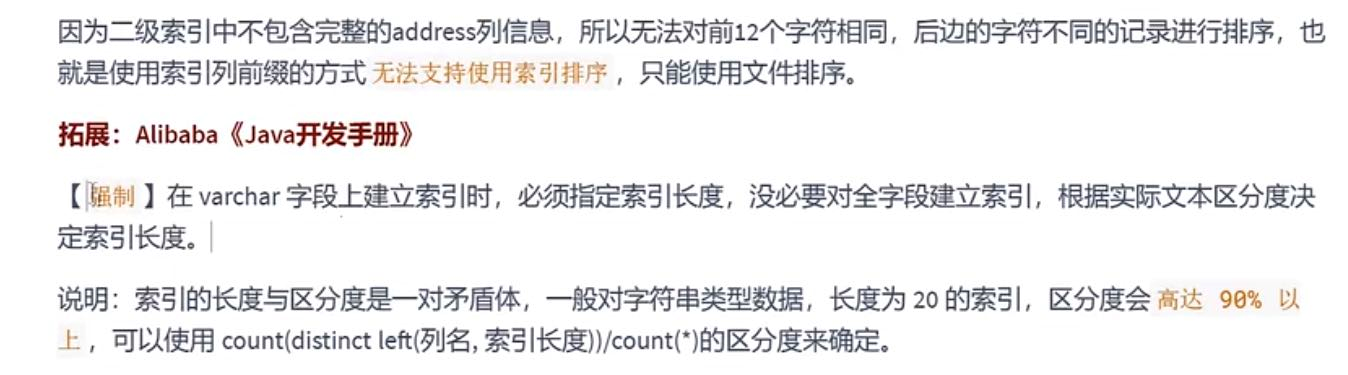 因为二级索引中不包含完整的address列信息，所以无法对前12个字符相同，后边的字符不同的记录进行排序，也
就是使用索引列前缀的方式 无法支持使用索引排序 ，只能使用文件排序。
拓展：Alibaba《Java开发手册》
【 强制 】在 varchar 字段上建立索引时，必须指定索引长度，没必要对全字段建立索引，根据实际文本区分度决
定索引长度。
说明：索引的长度与区分度是一对矛盾体，一般对字符串类型数据，长度为 20 的索引，区分度会 高达 90% 以
上 ，可以使用 count(distinct left(列名, 索引长度))/count(*)的区分度来确定。